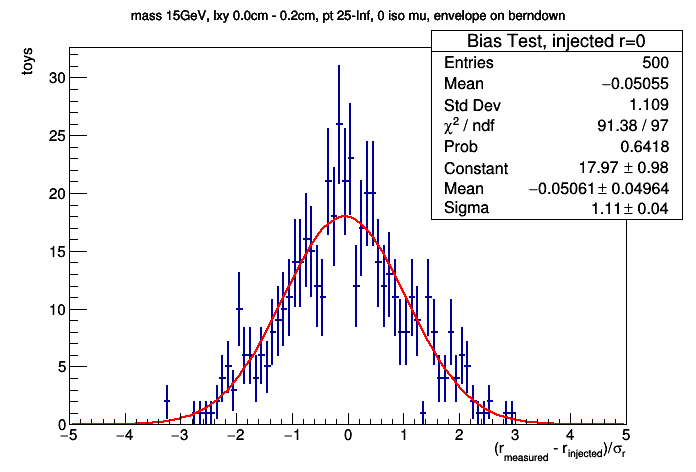 mass 15GeV, lxy 0.0cm - 0.2cm, pt 25-Inf, 0 iso mu, envelope on berndown
Bias Test, injected r=0
Entries 500
Mean −0.05055
Std Dev 1.109
χ² / ndf 91.38 / 97
Prob 0.6418
Constant 17.97 ± 0.98
Mean −0.05061 ± 0.04964
Sigma 1.11 ± 0.04
toys
30
25
20
15
10
5
0
−5 −4 −3 −2 −1 0 1 2 3 4 5
(r_measured - r_injected)/σ_r